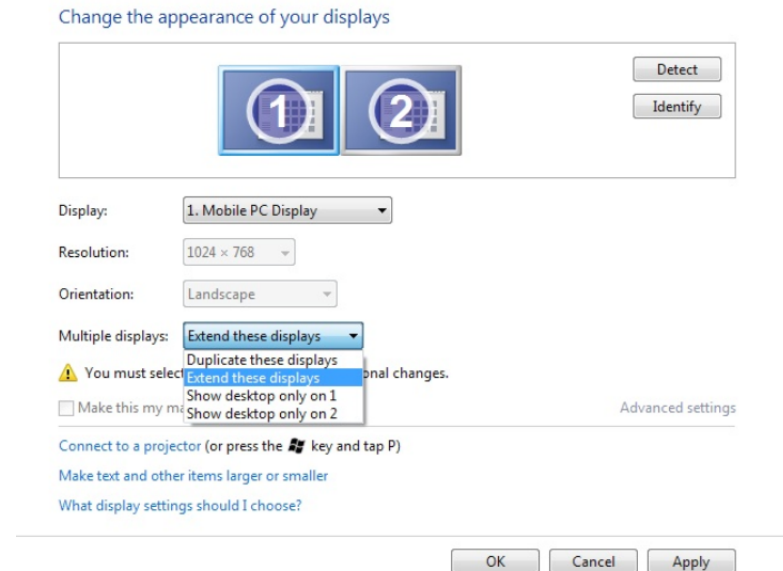 Change the appearance of your displays
Detect
1 2
Identify
Display: 1. Mobile PC Display
Resolution: 1024 × 768
Orientation: Landscape
Multiple displays: Extend these displays
Duplicate these displays
You must selec Extend these displays onal changes.
Show desktop only on 1
Make this my ma Show desktop only on 2 Advanced settings
Connect to a projector (or press the key and tap P)
Make text and other items larger or smaller
What display settings should I choose?
OK Cancel Apply